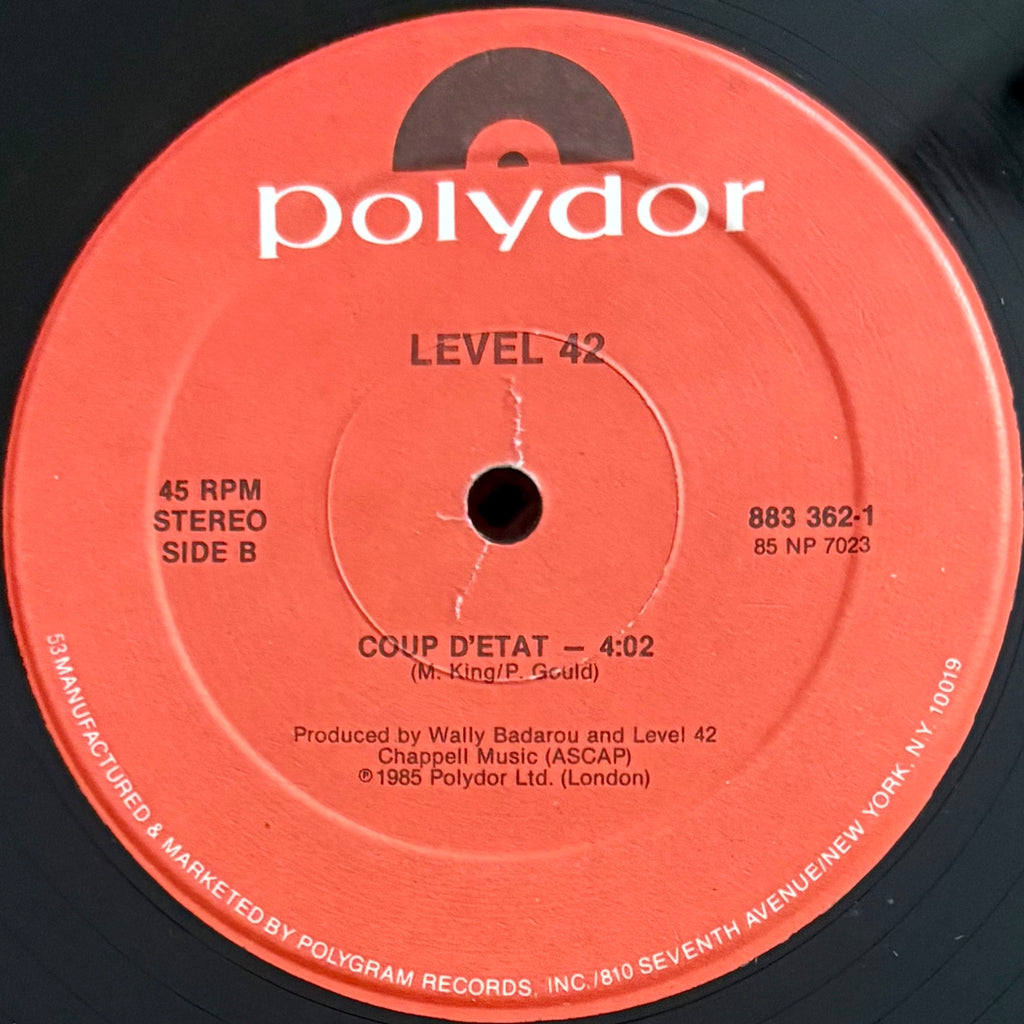 polydor
LEVEL 42
45 RPM
STEREO
SIDE B
883 362-1
85 NP 7023
COUP D'ETAT — 4:02
(M. King/P. Gould)
Produced by Wally Badarou and Level 42
Chappell Music (ASCAP)
℗ 1985 Polydor Ltd. (London)
53 MANUFACTURED & MARKETED BY POLYGRAM RECORDS, INC./810 SEVENTH AVENUE/NEW YORK, N.Y. 10019